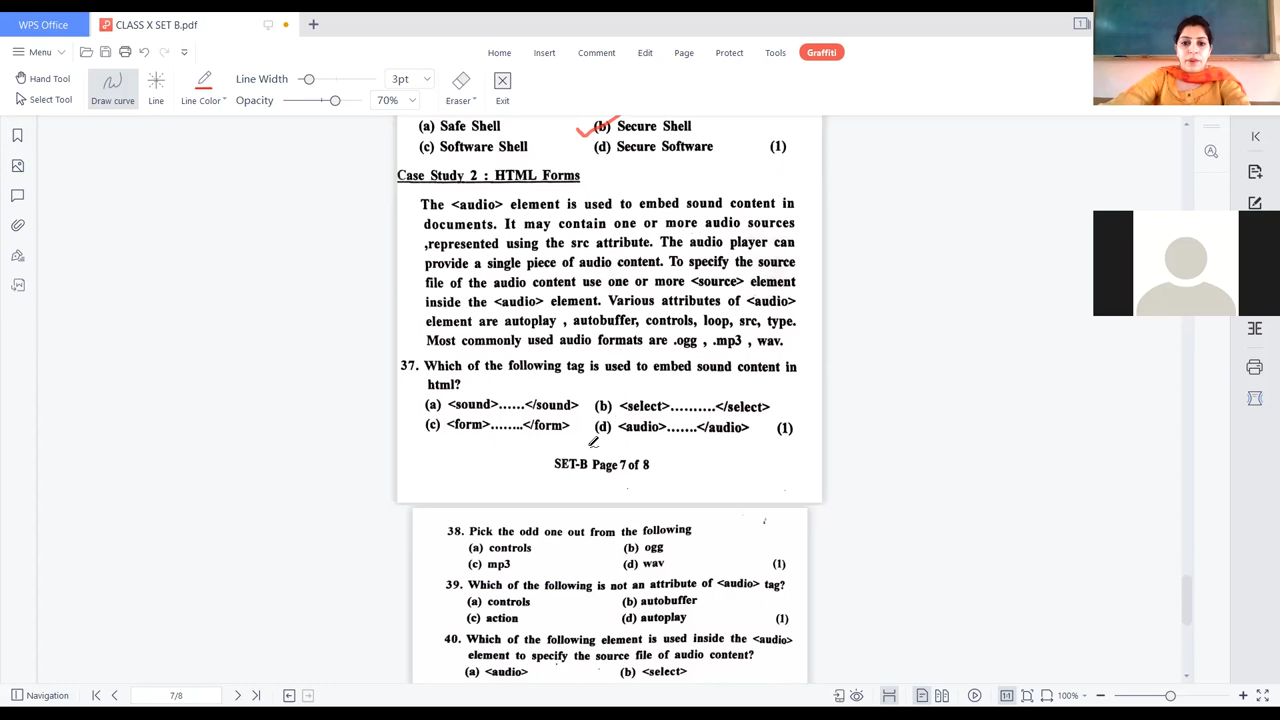 WPS Office
CLASS X SET B.pdf
Menu
Home Insert Comment Edit Page Protect Tools Graffiti
Hand Tool
Select Tool
Draw curve
Line
Line Color
Line Width
3pt
Opacity
70%
Eraser
Exit
(a) Safe Shell (b) Secure Shell
(c) Software Shell (d) Secure Software (1)
Case Study 2 : HTML Forms
The <audio> element is used to embed sound content in
documents. It may contain one or more audio sources
,represented using the src attribute. The audio player can
provide a single piece of audio content. To specify the source
file of the audio content use one or more <source> element
inside the <audio> element. Various attributes of <audio>
element are autoplay , autobuffer, controls, loop, src, type.
Most commonly used audio formats are .ogg , .mp3 , wav.
37. Which of the following tag is used to embed sound content in
html?
(a) <sound>......</sound> (b) <select>..........</select>
(c) <form>........</form> (d) <audio>.......</audio> (1)
SET-B Page 7 of 8
38. Pick the odd one out from the following
(a) controls (b) ogg
(c) mp3 (d) wav (1)
39. Which of the following is not an attribute of <audio> tag?
(a) controls (b) autobuffer
(c) action (d) autoplay (1)
40. Which of the following element is used inside the <audio>
element to specify the source file of audio content?
(a) <audio> (b) <select>
Navigation
7/8
100%